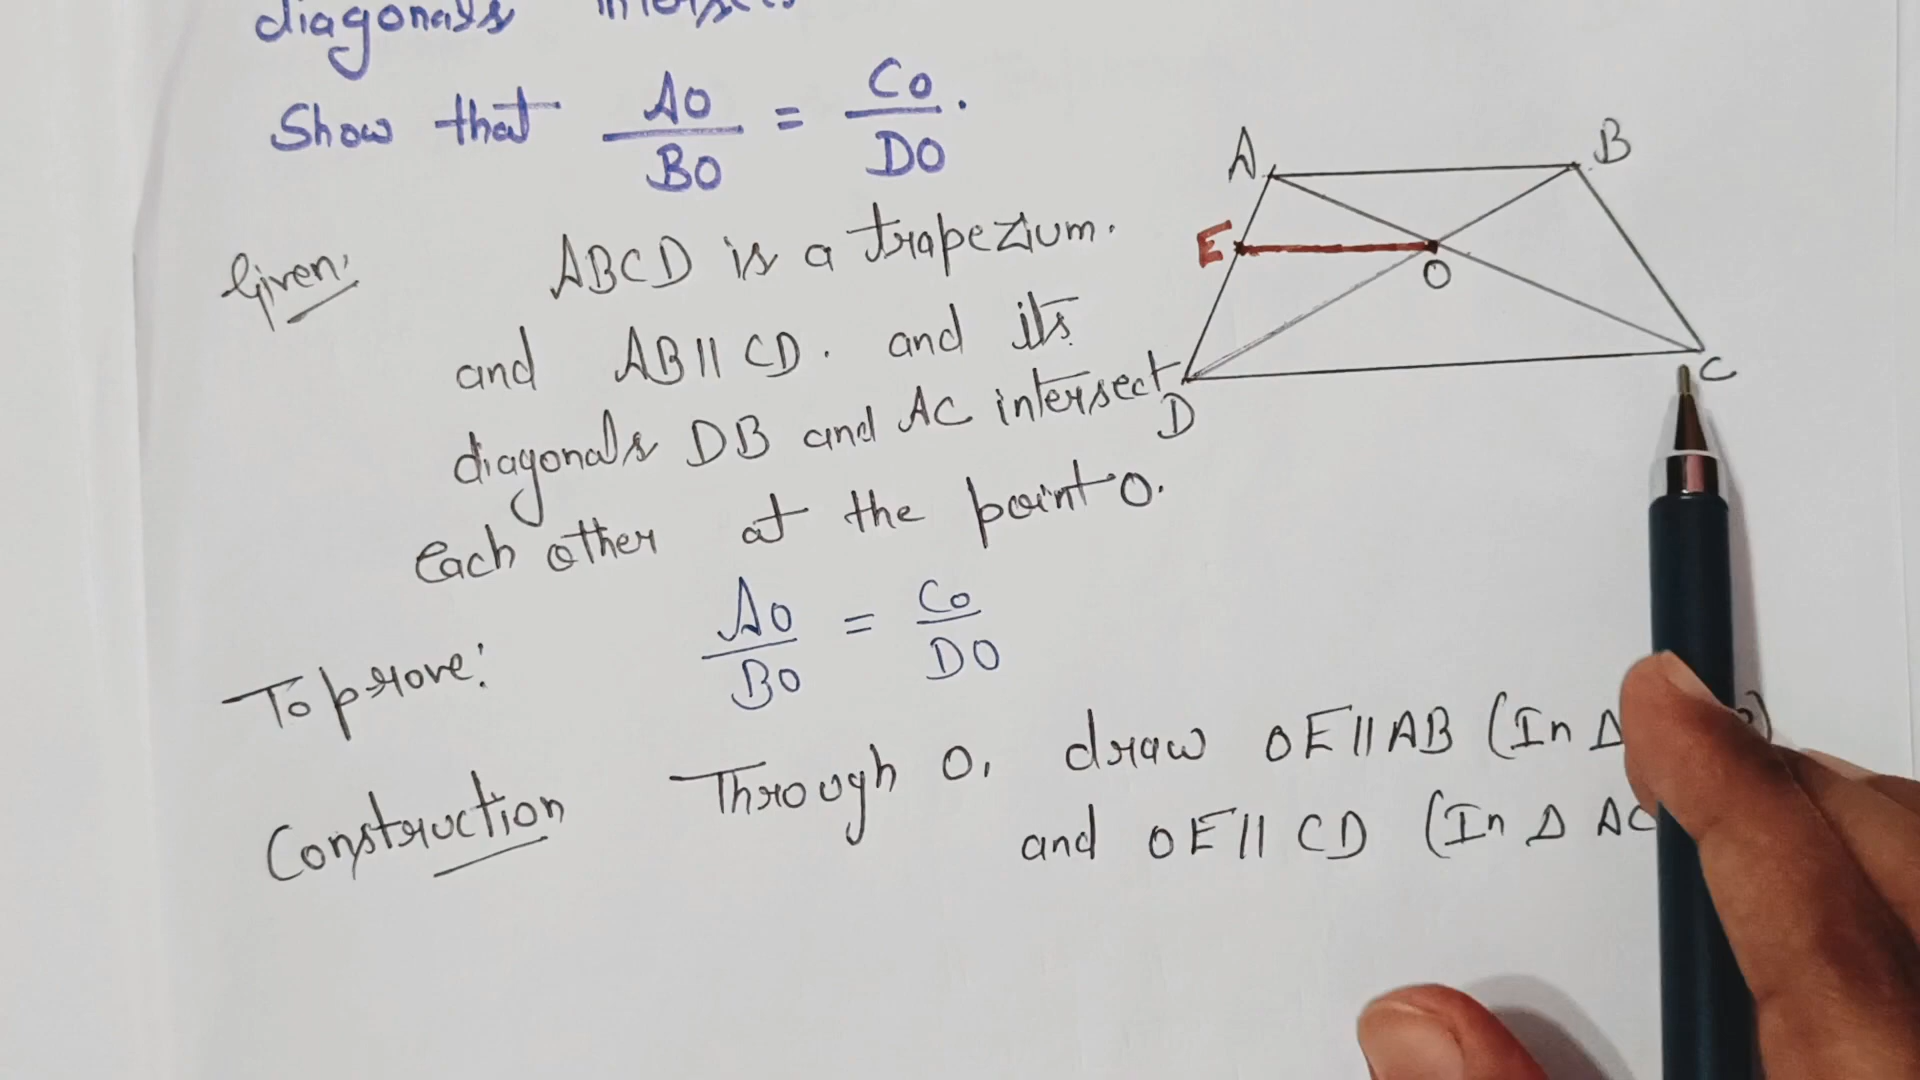 diagonals
Show that AO/BO = CO/DO.
Given: ABCD is a trapezium.
and AB || CD. and its
diagonals DB and AC intersect
each other at the point O.
To prove: AO/BO = CO/DO
Construction Through O, draw OE || AB (In Δ
and OE || CD (In Δ AC
A
B
E
O
C
D